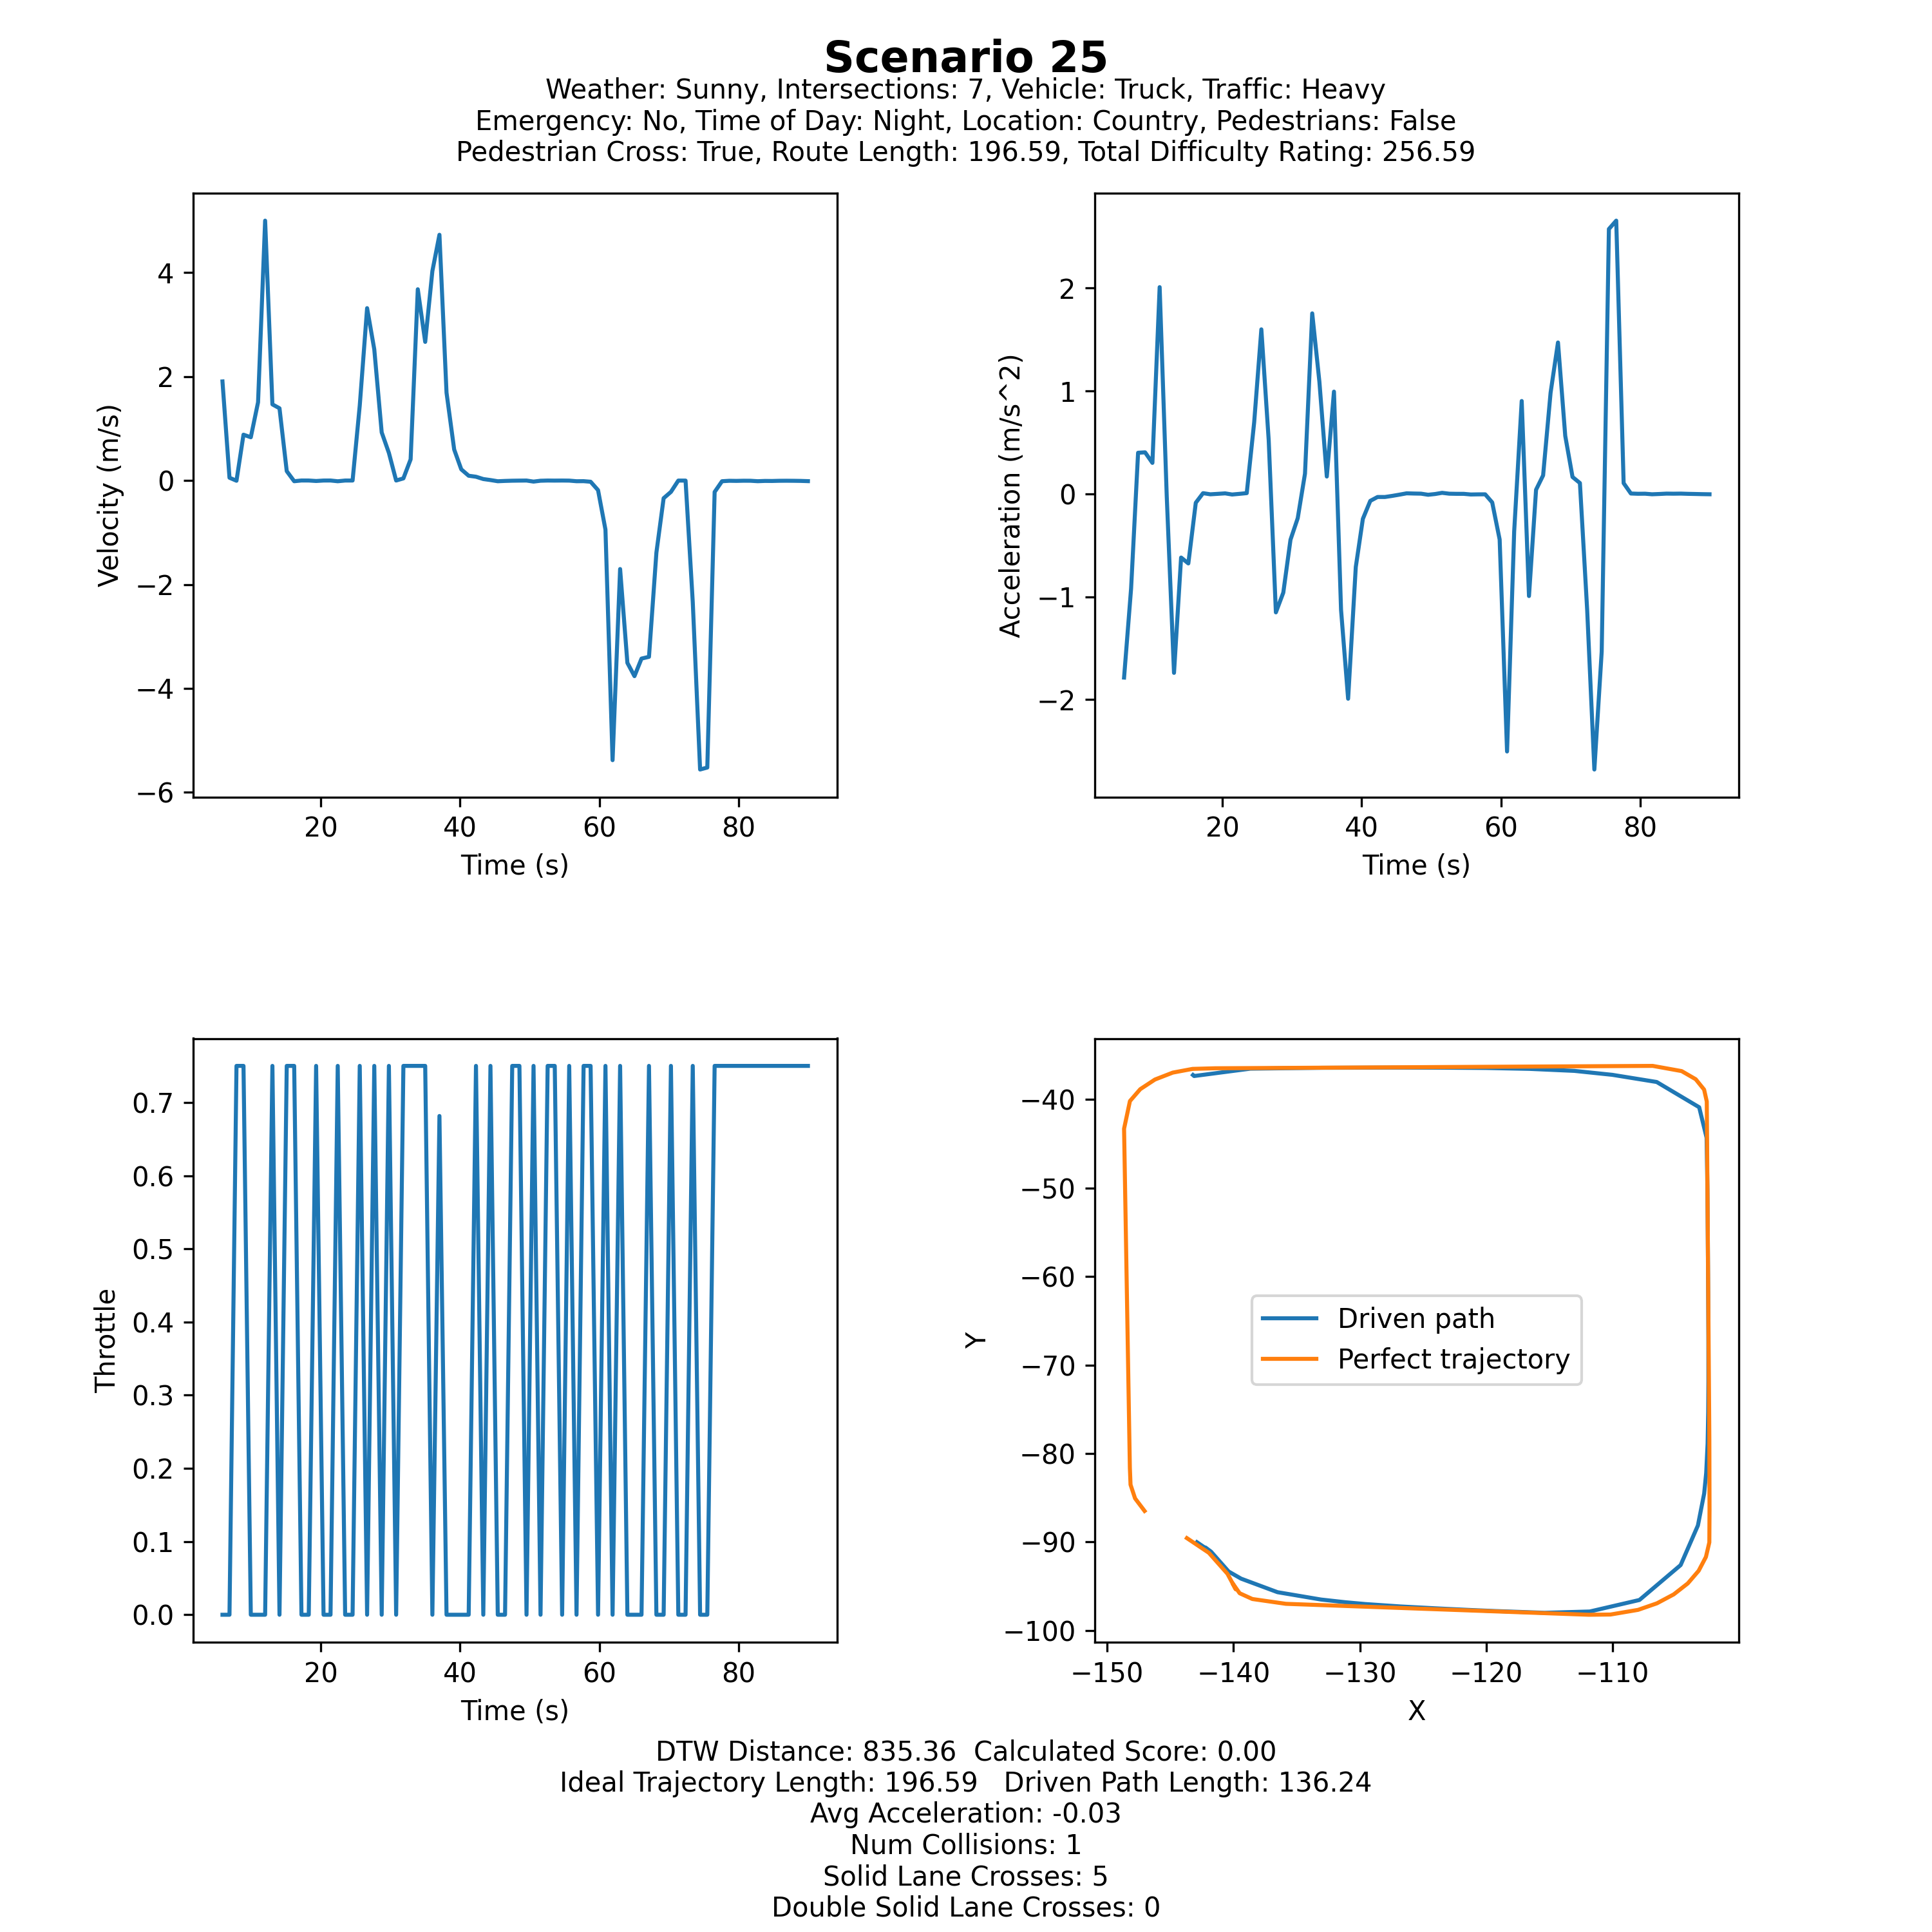 Scenario 25
Weather: Sunny, Intersections: 7, Vehicle: Truck, Traffic: Heavy
Emergency: No, Time of Day: Night, Location: Country, Pedestrians: False
Pedestrian Cross: True, Route Length: 196.59, Total Difficulty Rating: 256.59
Velocity (m/s)
4
2
0
−2
−4
−6
20
40
60
80
Time (s)
Acceleration (m/s^2)
2
1
0
−1
−2
20
40
60
80
Time (s)
Throttle
0.7
0.6
0.5
0.4
0.3
0.2
0.1
0.0
20
40
60
80
Time (s)
Y
−40
−50
−60
−70
−80
−90
−100
Driven path
Perfect trajectory
−150
−140
−130
−120
−110
X
DTW Distance: 835.36  Calculated Score: 0.00
Ideal Trajectory Length: 196.59   Driven Path Length: 136.24
Avg Acceleration: -0.03
Num Collisions: 1
Solid Lane Crosses: 5
Double Solid Lane Crosses: 0